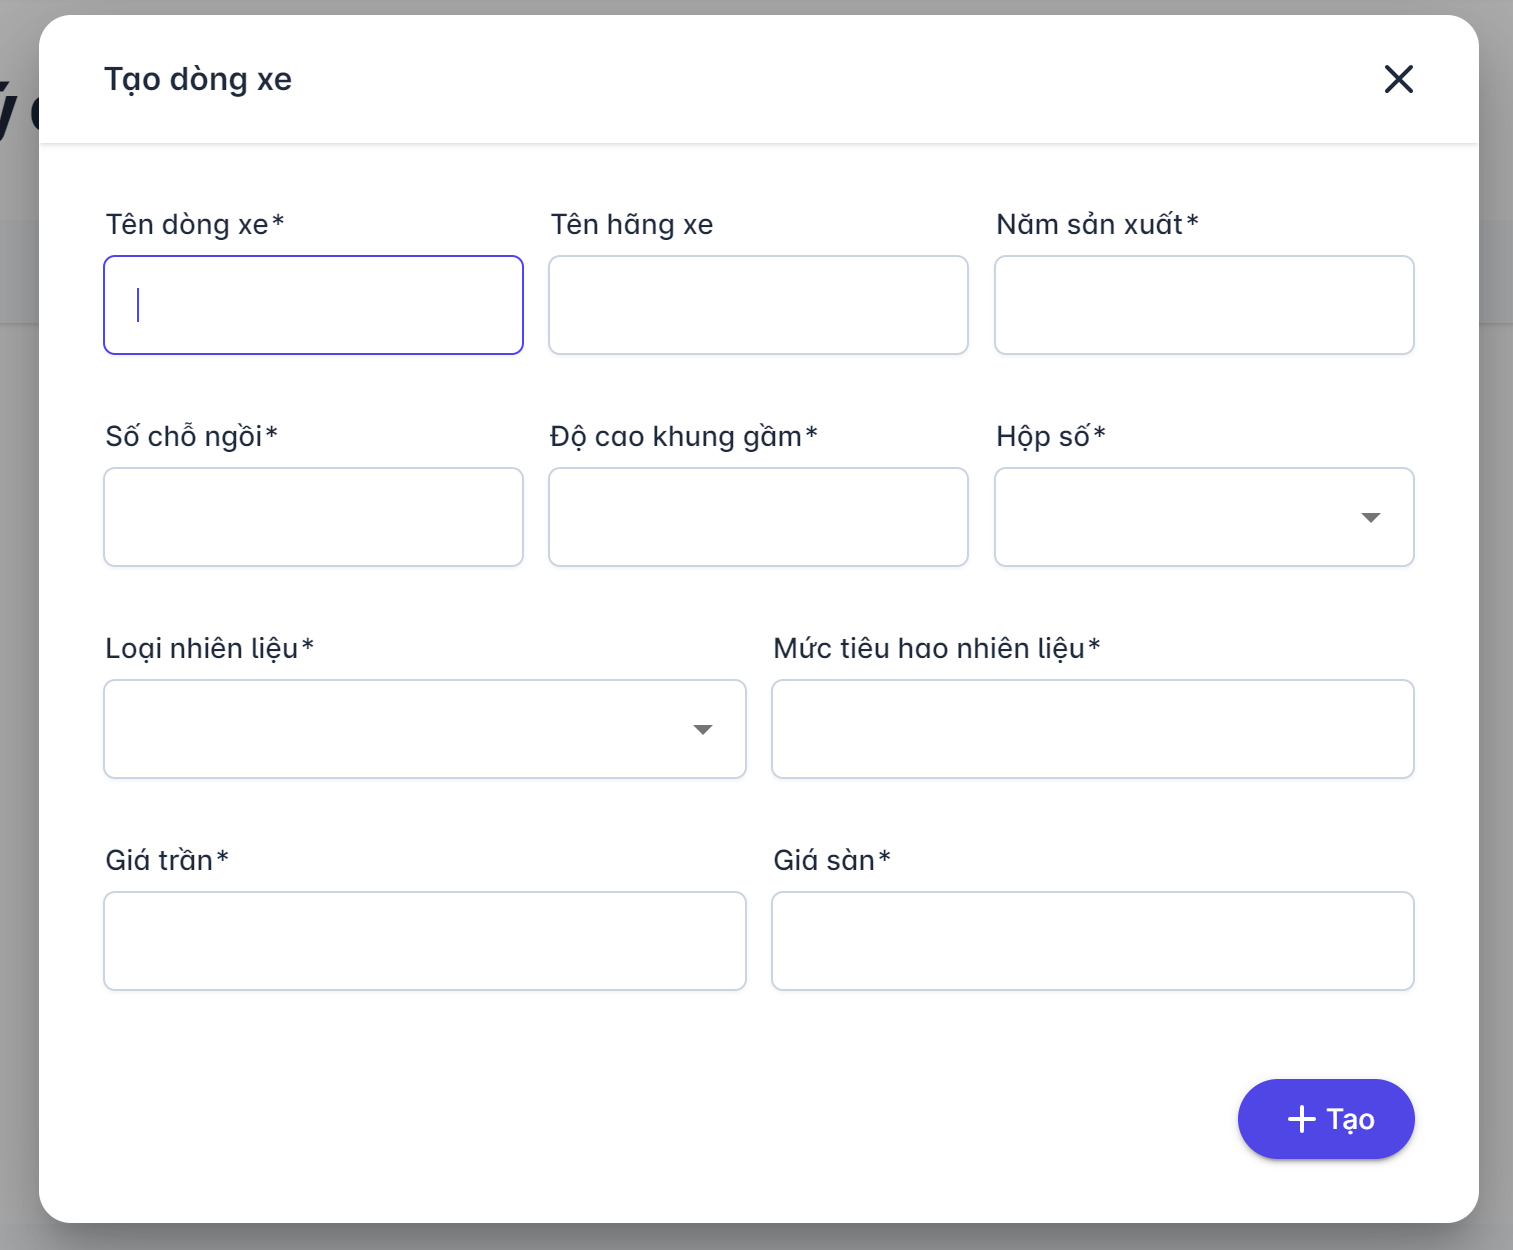 Tạo dòng xe
Tên dòng xe* Tên hãng xe Năm sản xuất*
Số chỗ ngồi* Độ cao khung gầm* Hộp số*
Loại nhiên liệu* Mức tiêu hao nhiên liệu*
Giá trần* Giá sàn*
+ Tạo